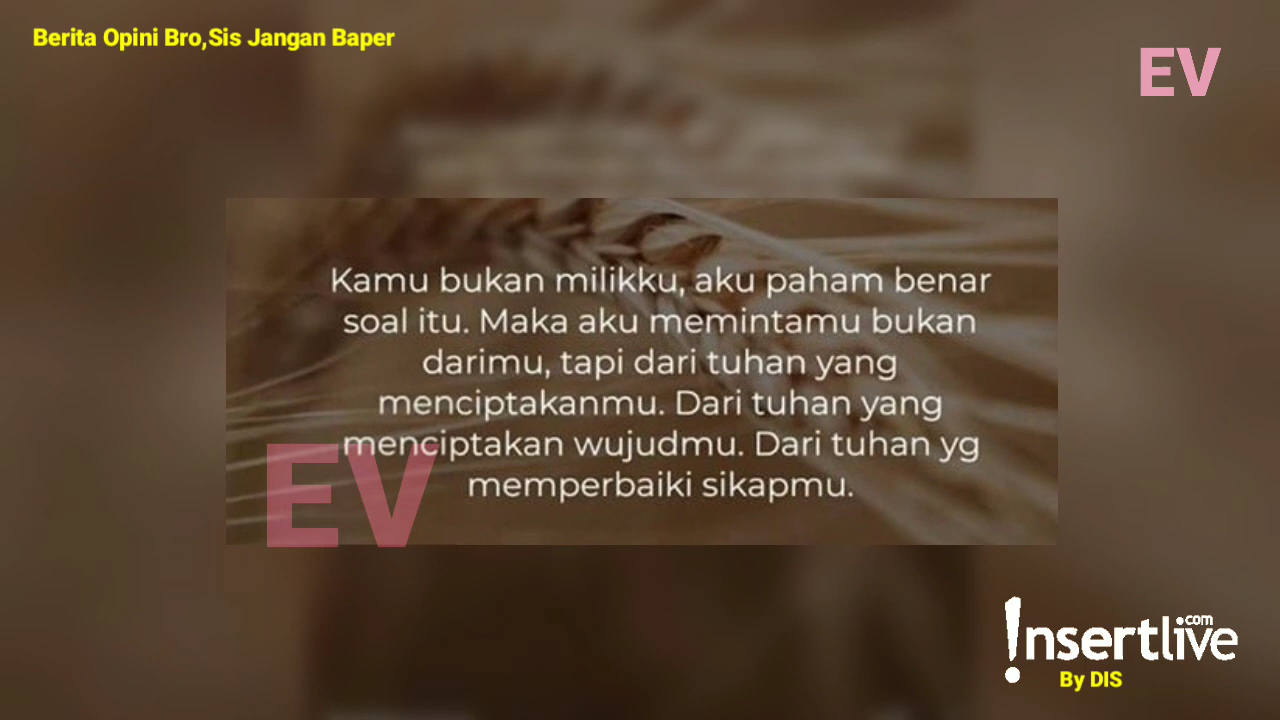 Berita Opini Bro,Sis Jangan Baper
EV
Kamu bukan milikku, aku paham benar
soal itu. Maka aku memintamu bukan
darimu, tapi dari tuhan yang
menciptakanmu. Dari tuhan yang
menciptakan wujudmu. Dari tuhan yg
memperbaiki sikapmu.
EV
!nsertlive.com
By DIS